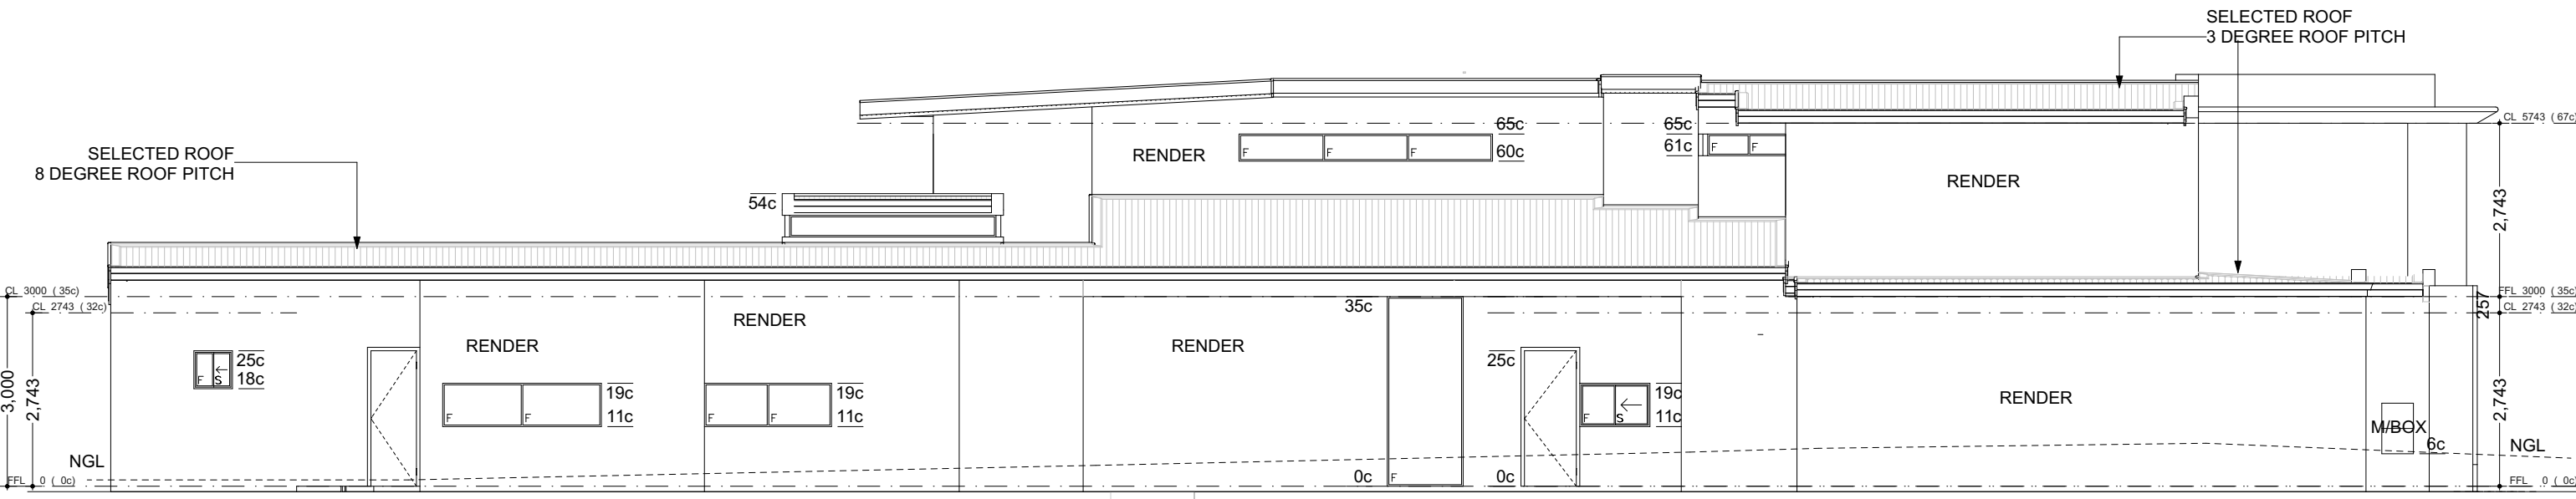 SELECTED ROOF
3 DEGREE ROOF PITCH
CL 5743 ( 67c)
65c
65c
60c
61c
RENDER
F
F
F
F
F
SELECTED ROOF
8 DEGREE ROOF PITCH
RENDER
54c
2,743
CL 3000 ( 35c)
CL 2743 ( 32c)
FFL 3000 ( 35c)
CL 2743 ( 32c)
257
35c
RENDER
RENDER
RENDER
25c
18c
F
S
25c
19c
11c
F
F
19c
11c
F
F
19c
11c
F
S
RENDER
3,000
2,743
2,743
M/BOX
6c
NGL
NGL
0c
F
0c
FFL 0 ( 0c)
FFL 0 ( 0c)